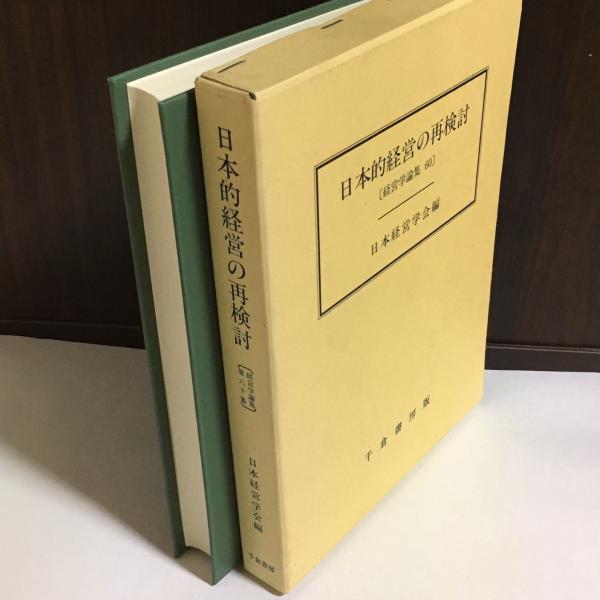 日本的経営の再検討
〔経営学論集
第六十集〕
日本経営学会編
千倉書房
日本的経営の再検討
〔経営学論集 60〕
日本経営学会編
千倉書房版